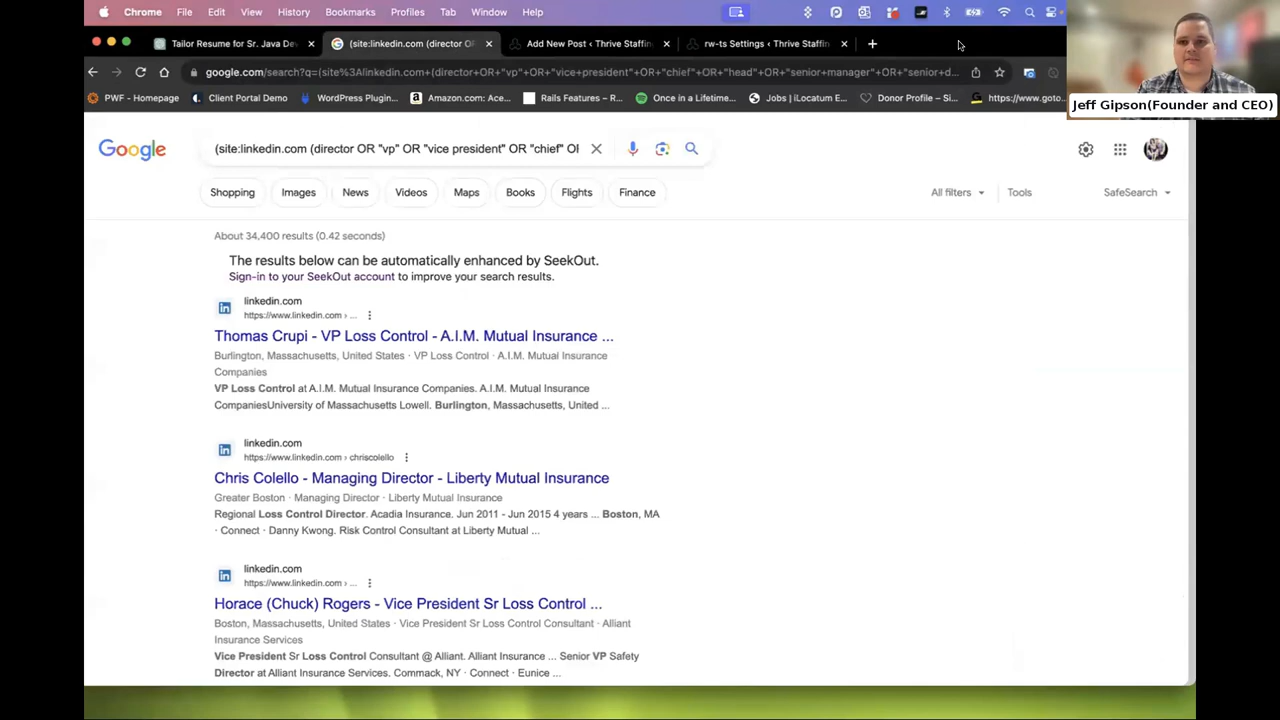 Chrome File Edit View History Bookmarks Profiles Tab Window Help
Tailor Resume for Sr. Java De
(site:linkedin.com (director O
Add New Post ‹ Thrive Staffin
rw-ts Settings ‹ Thrive Staffin
google.com/search?q=(site%3Alinkedin.com+(director+OR+"vp"+OR+"vice+president"+OR+"chief"+OR+"head"+OR+"senior+manager"+OR+"senior+d...
PWF - Homepage Client Portal Demo WordPress Plugin... Amazon.com: Ace... Rails Features – R... Once in a Lifetime... Jobs | iLocatum E... Donor Profile – Si... https://www.goto
Jeff Gipson(Founder and CEO)
Google
(site:linkedin.com (director OR "vp" OR "vice president" OR "chief" OI
Shopping Images News Videos Maps Books Flights Finance All filters Tools SafeSearch
About 34,400 results (0.42 seconds)
The results below can be automatically enhanced by SeekOut.
Sign-in to your SeekOut account to improve your search results.
linkedin.com
https://www.linkedin.com › ...
Thomas Crupi - VP Loss Control - A.I.M. Mutual Insurance ...
Burlington, Massachusetts, United States · VP Loss Control · A.I.M. Mutual Insurance
Companies
VP Loss Control at A.I.M. Mutual Insurance Companies. A.I.M. Mutual Insurance
CompaniesUniversity of Massachusetts Lowell. Burlington, Massachusetts, United ...
linkedin.com
https://www.linkedin.com › chriscolello
Chris Colello - Managing Director - Liberty Mutual Insurance
Greater Boston · Managing Director · Liberty Mutual Insurance
Regional Loss Control Director. Acadia Insurance. Jun 2011 - Jun 2015 4 years ... Boston, MA
· Connect · Danny Kwong. Risk Control Consultant at Liberty Mutual ...
linkedin.com
https://www.linkedin.com › ...
Horace (Chuck) Rogers - Vice President Sr Loss Control ...
Boston, Massachusetts, United States · Vice President Sr Loss Control Consultant · Alliant
Insurance Services
Vice President Sr Loss Control Consultant @ Alliant. Alliant Insurance ... Senior VP Safety
Director at Alliant Insurance Services. Commack, NY · Connect · Eunice ...